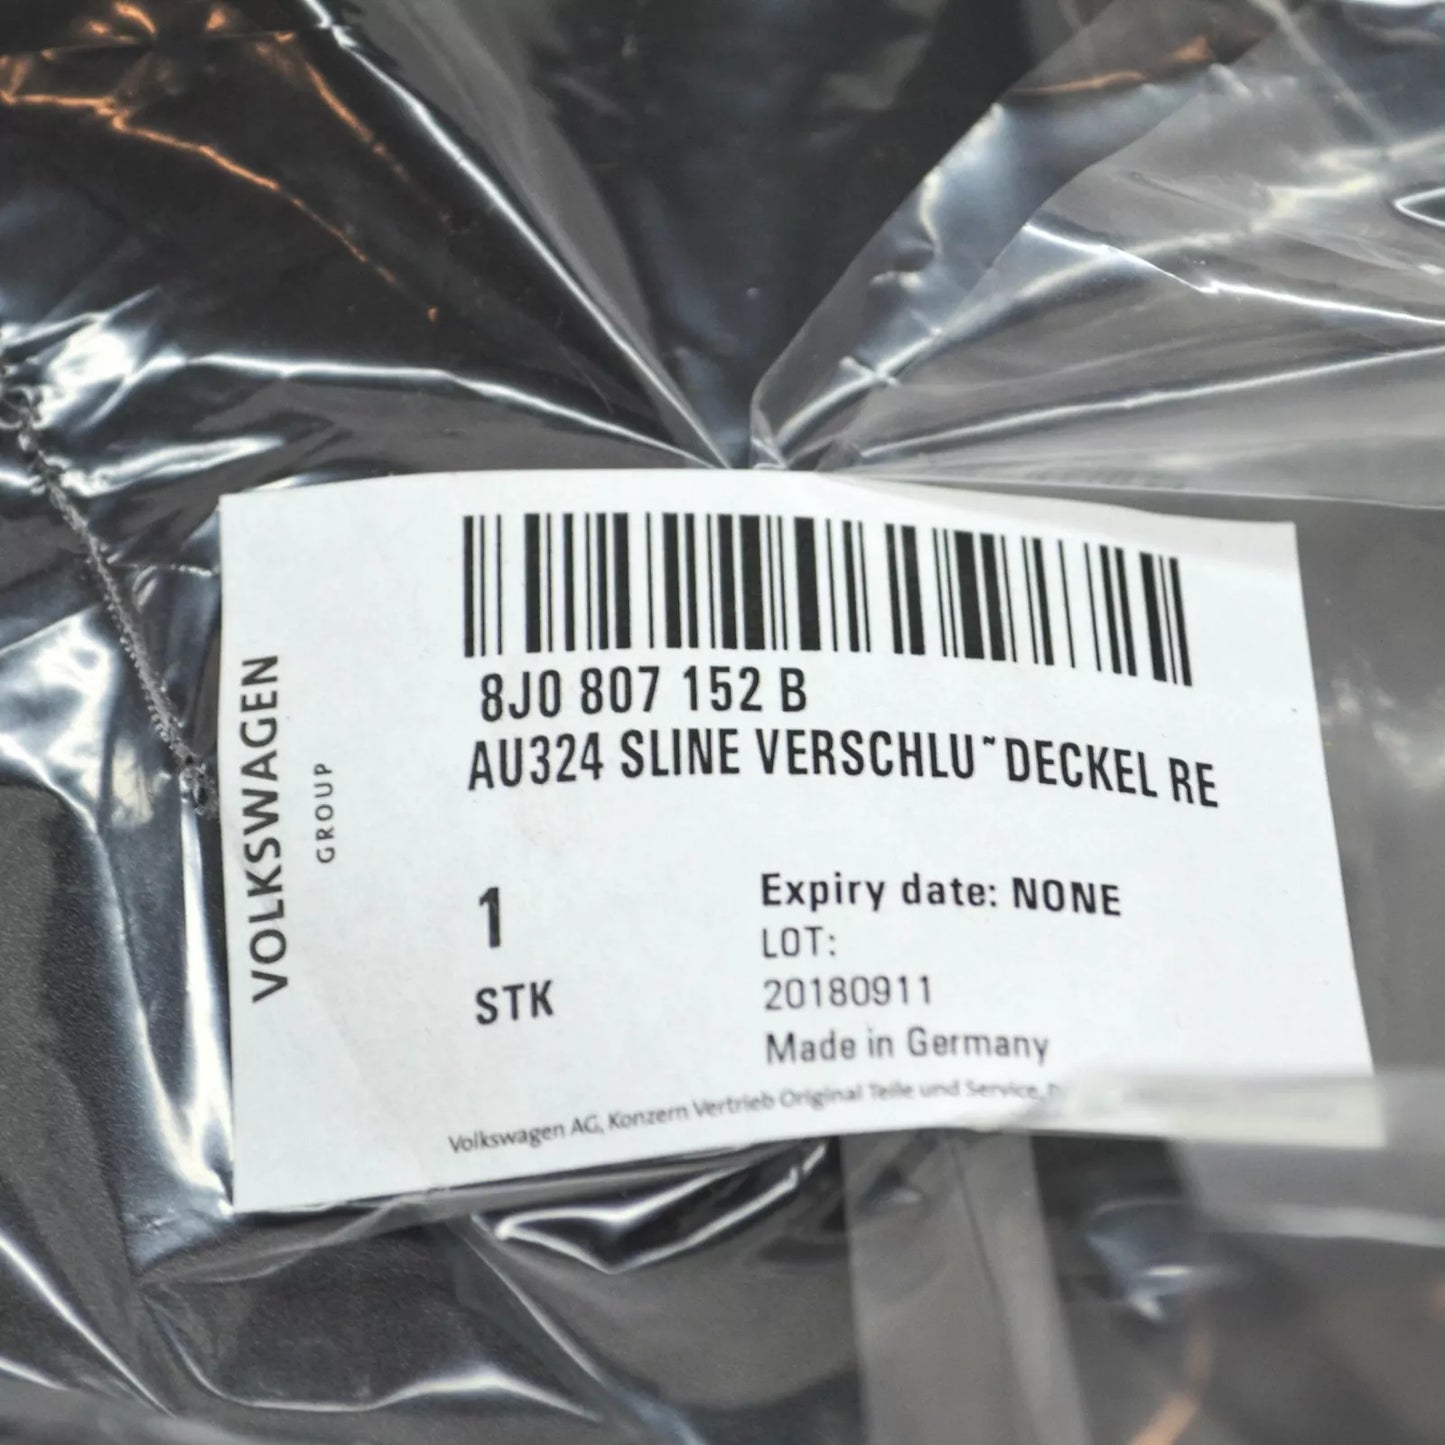 VOLKSWAGEN
GROUP
8J0 807 152 B
AU324 SLINE VERSCHLU˜DECKEL RE
1
STK
Expiry date: NONE
LOT:
20180911
Made in Germany
Volkswagen AG, Konzern Vertrieb Original Teile und Service,